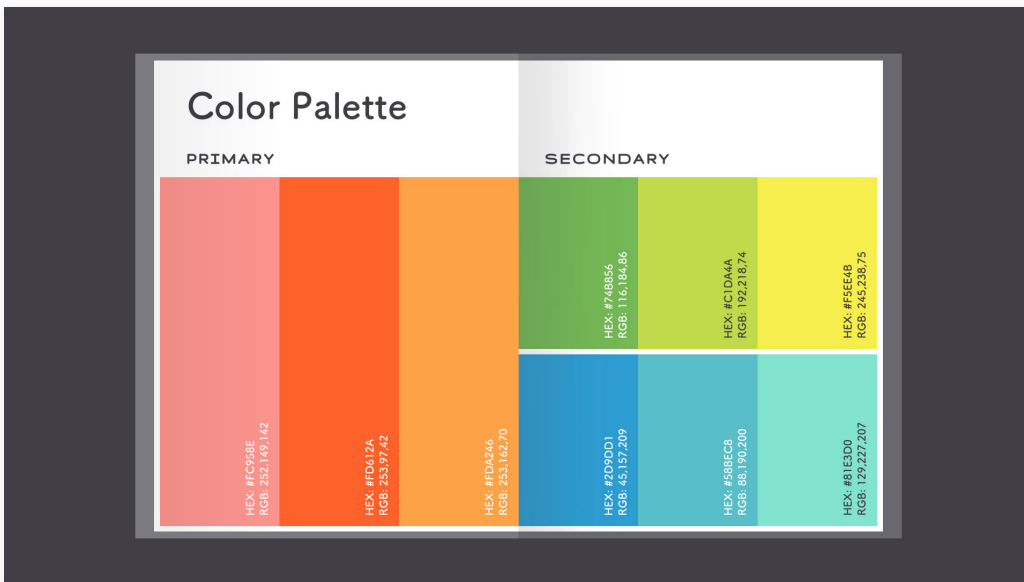 Color Palette
PRIMARY
SECONDARY
HEX: #FC958E
RGB: 252,149,142
HEX: #FD612A
RGB: 253,97,42
HEX: #FDA246
RGB: 253,162,70
HEX: #74B856
RGB: 116,184,86
HEX: #C1DA4A
RGB: 192,218,74
HEX: #F5EE4B
RGB: 245,238,75
HEX: #2D9DD1
RGB: 45,157,209
HEX: #58BEC8
RGB: 88,190,200
HEX: #81E3D0
RGB: 129,227,207